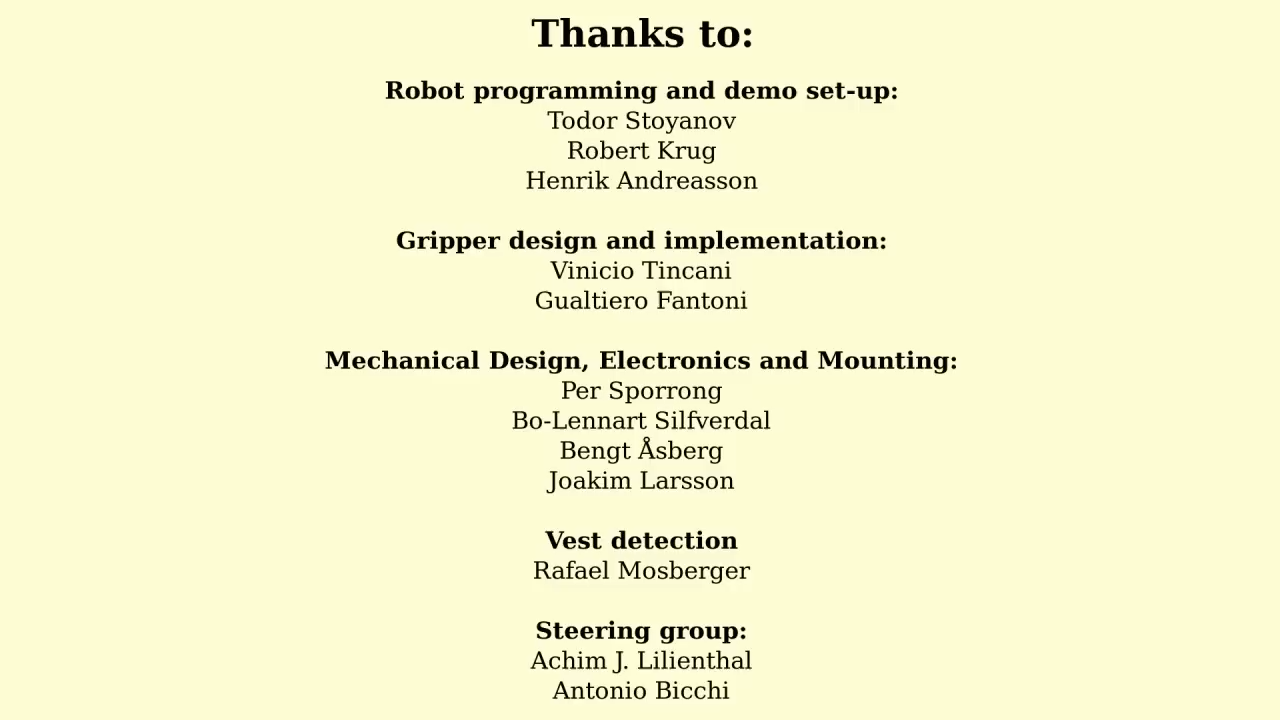 Thanks to:
Robot programming and demo set-up:
Todor Stoyanov
Robert Krug
Henrik Andreasson
Gripper design and implementation:
Vinicio Tincani
Gualtiero Fantoni
Mechanical Design, Electronics and Mounting:
Per Sporrong
Bo-Lennart Silfverdal
Bengt Åsberg
Joakim Larsson
Vest detection
Rafael Mosberger
Steering group:
Achim J. Lilienthal
Antonio Bicchi